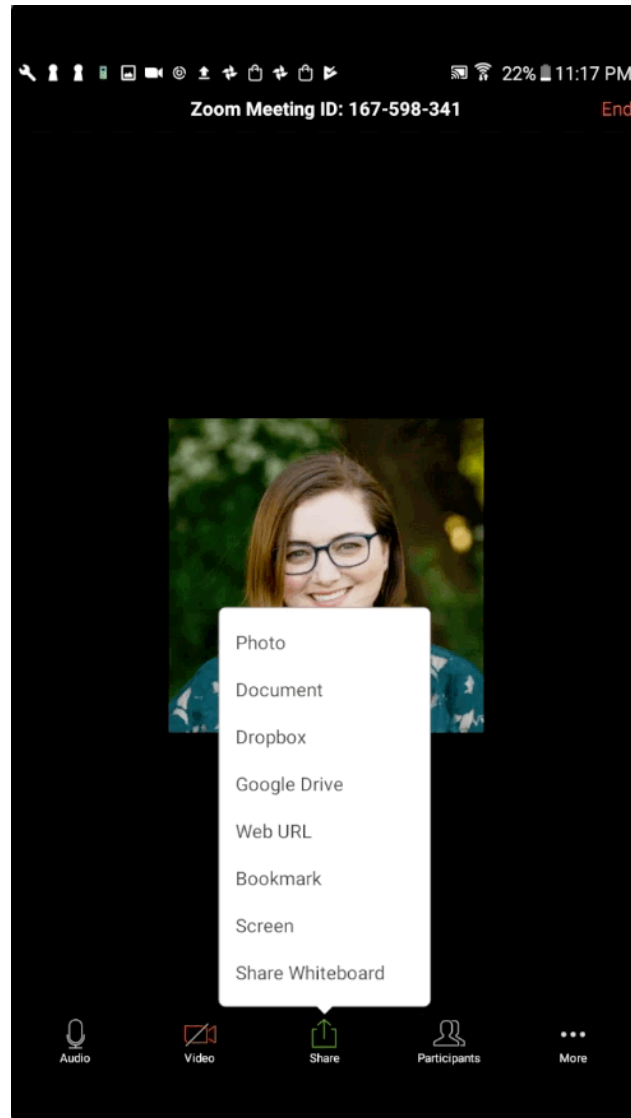 22% 11:17 PM
Zoom Meeting ID: 167-598-341 End
Photo
Document
Dropbox
Google Drive
Web URL
Bookmark
Screen
Share Whiteboard
Audio Video Share Participants More